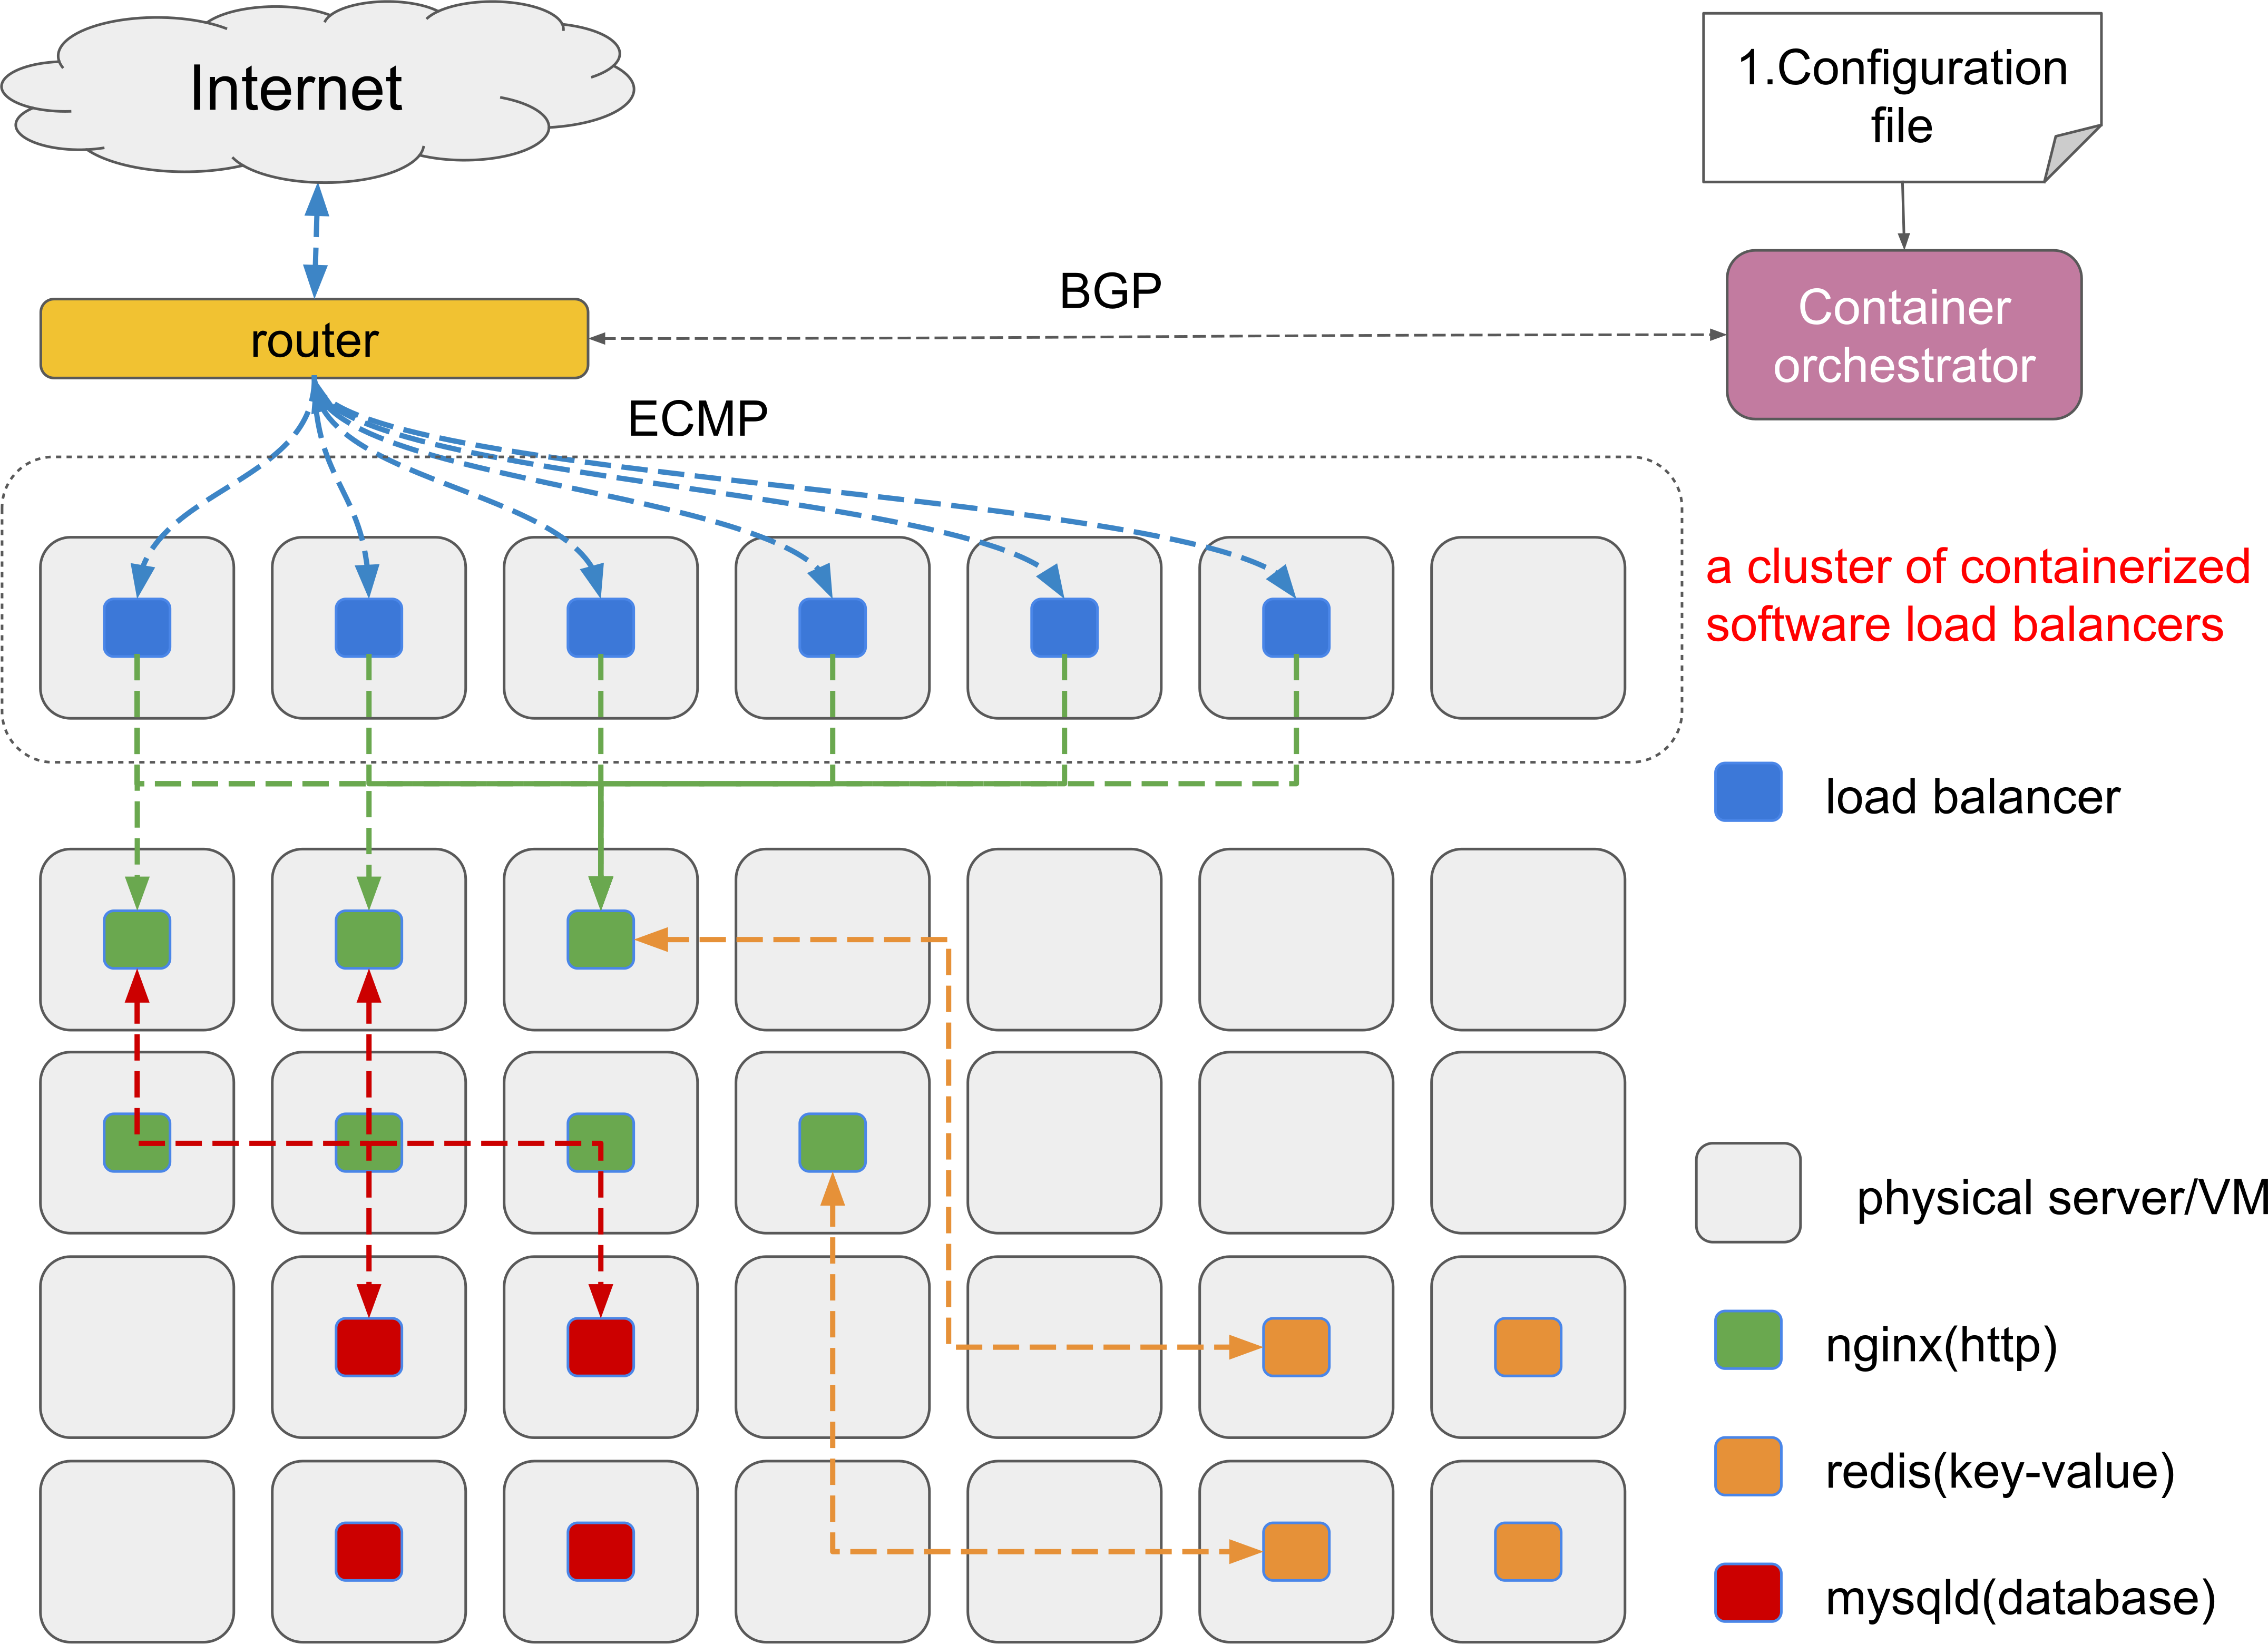 Internet
1.Configuration
file
router
BGP
Container
orchestrator
ECMP
a cluster of containerized
software load balancers
load balancer
physical server/VM
nginx(http)
redis(key-value)
mysqld(database)